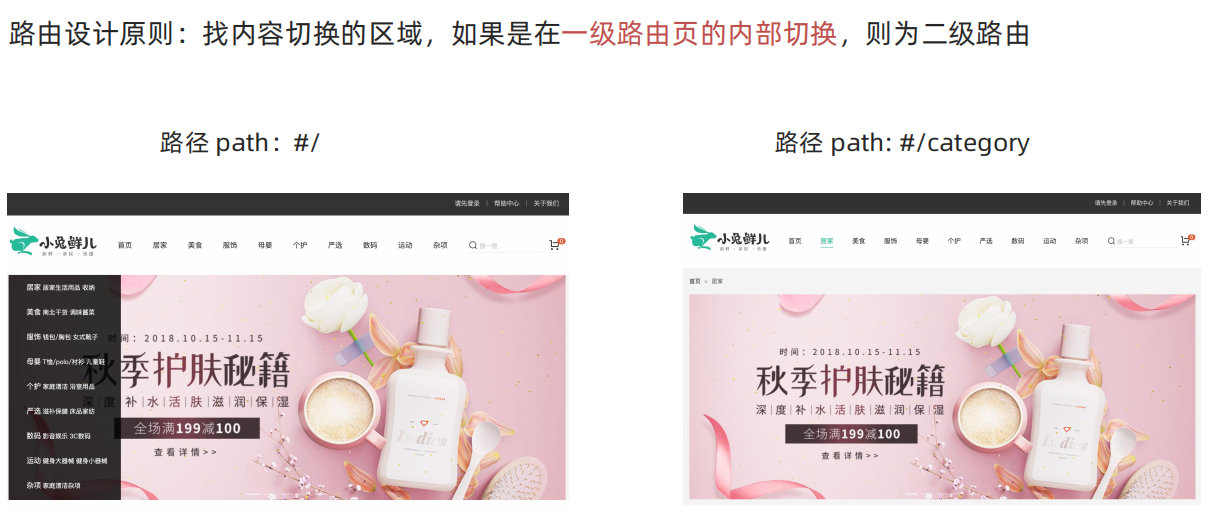 路由设计原则：找内容切换的区域，如果是在一级路由页的内部切换，则为二级路由
路径 path：#/
路径 path: #/category
请先登录 | 帮助中心 | 关于我们
小兔鲜儿 首页 居家 美食 服饰 母婴 个护 严选 数码 运动 杂项 搜一搜 0
新鲜 · 亲民 · 快捷
居家 居家生活用品 收纳
美食 南北干货 调味酱菜
服饰 钱包/胸包 女式靴子
母婴 T恤/polo/衬衫 儿童鞋
个护 家庭清洁 浴室用品
严选 滋补保健 床品家纺
数码 影音娱乐 3C数码
运动 健身大器械 健身小器械
杂项 家庭清洁杂项
时间：2018.10.15-11.15
秋季护肤秘籍
深|度|补|水|活|肤|滋|润|保|湿
全场满199减100
查看详情>>
请先登录 | 帮助中心 | 关于我们
小兔鲜儿 首页 居家 美食 服饰 母婴 个护 严选 数码 运动 杂项 搜一搜 0
新鲜 · 亲民 · 快捷
首页 > 居家
时间：2018.10.15-11.15
秋季护肤秘籍
深|度|补|水|活|肤|滋|润|保|湿
全场满199减100
查看详情>>